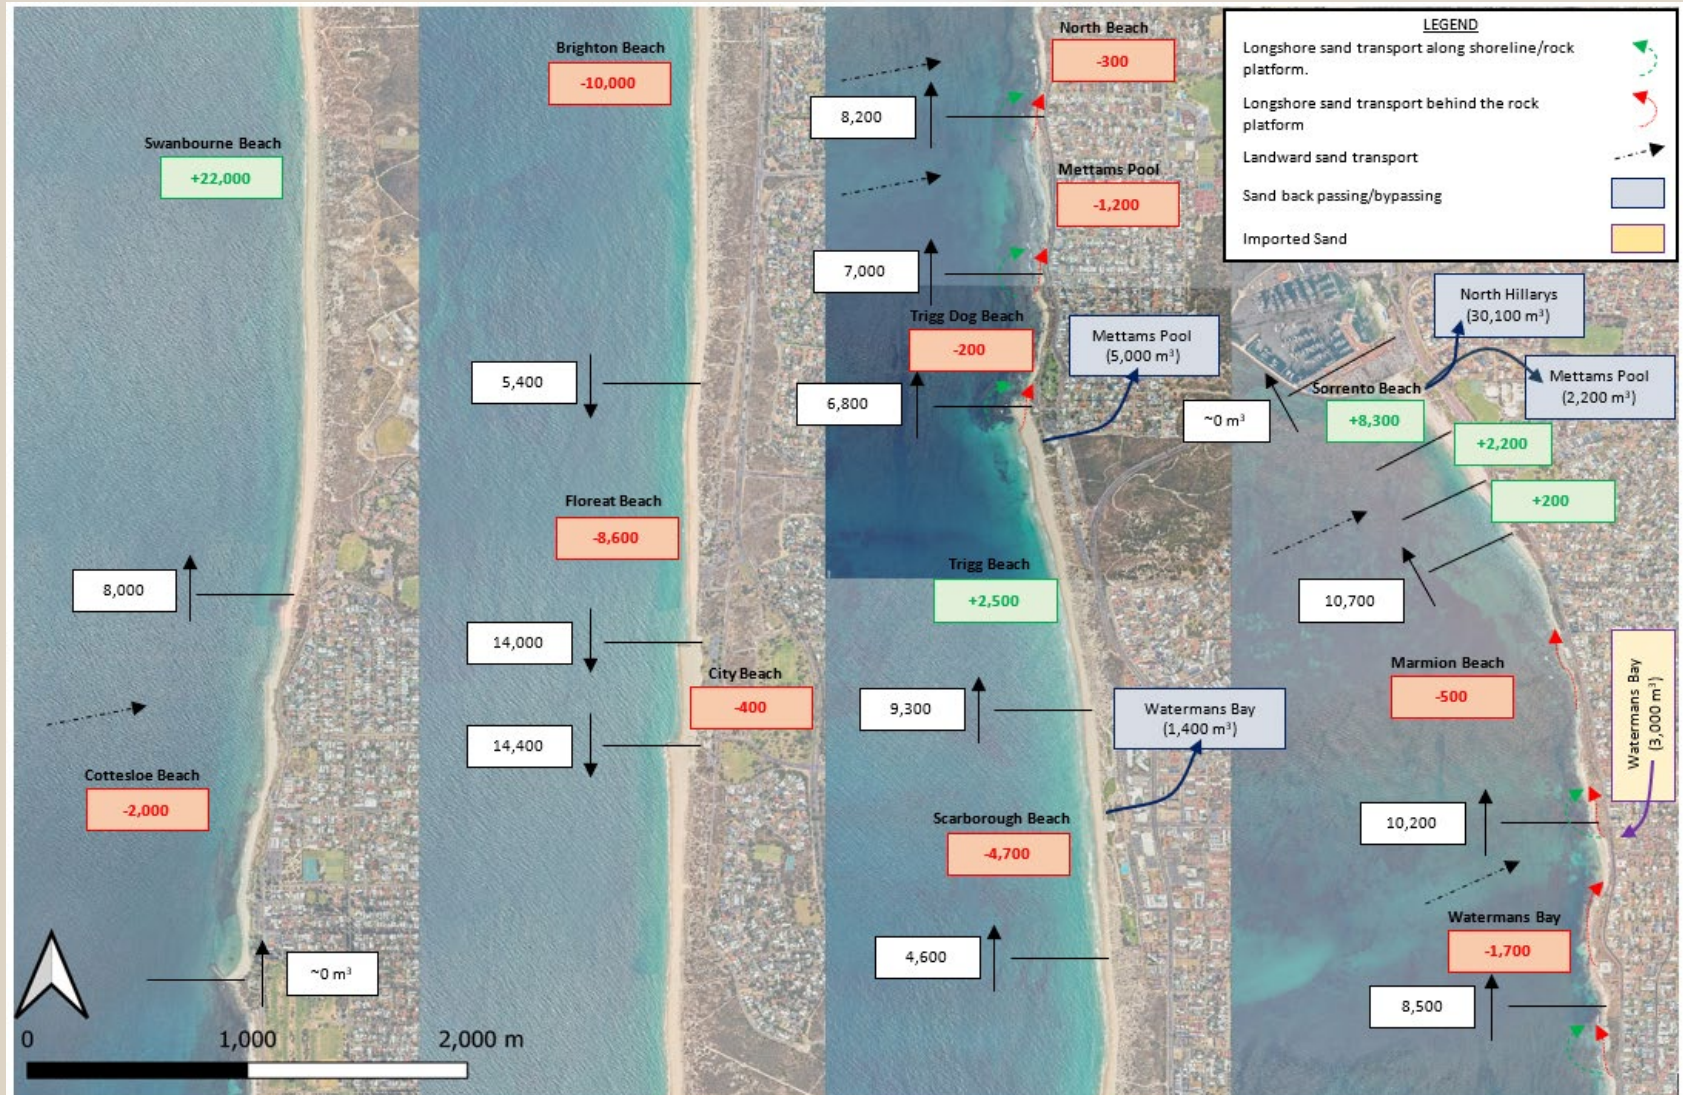 LEGEND
Longshore sand transport along shoreline/rock
platform.
Longshore sand transport behind the rock
platform
Landward sand transport
Sand back passing/bypassing
Imported Sand
Swanbourne Beach
+22,000
8,000
Cottesloe Beach
-2,000
~0 m³
0 1,000 2,000 m
Brighton Beach
-10,000
5,400
Floreat Beach
-8,600
14,000
City Beach
-400
14,400
North Beach
-300
8,200
Mettams Pool
-1,200
7,000
Trigg Dog Beach
-200
Mettams Pool
(5,000 m³)
6,800
Trigg Beach
+2,500
9,300
Watermans Bay
(1,400 m³)
Scarborough Beach
-4,700
4,600
North Hillarys
(30,100 m³)
Mettams Pool
(2,200 m³)
Sorrento Beach
+8,300
~0 m³
+2,200
+200
10,700
Marmion Beach
-500
Watermans Bay
(3,000 m³)
10,200
Watermans Bay
-1,700
8,500